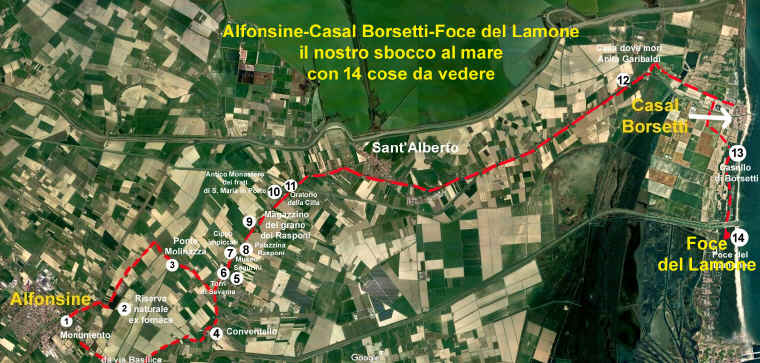 Alfonsine-Casal Borsetti-Foce del Lamone
il nostro sbocco al mare
con 14 cose da vedere
Casa dove morì
Anita Garibaldi
12
Casal
Borsetti
Sant'Alberto
13
Casello
di Borsetti
Antico Monastero
dei frati
di S. Maria in Porto
10
11
Oratorio
della Cilla
9
Magazzino
del grano
dei Rasponi
Cippo
7
8
Palazzina
Rasponi
Museo
6
5
Torri
di Savarna
Ponte
Molinazza
3
14
Foce
del Lamone
Foce del
Alfonsine
1
Monumento
2
Riserva
naturale
ex fornace
4
Conventello
da via Basilica
Google